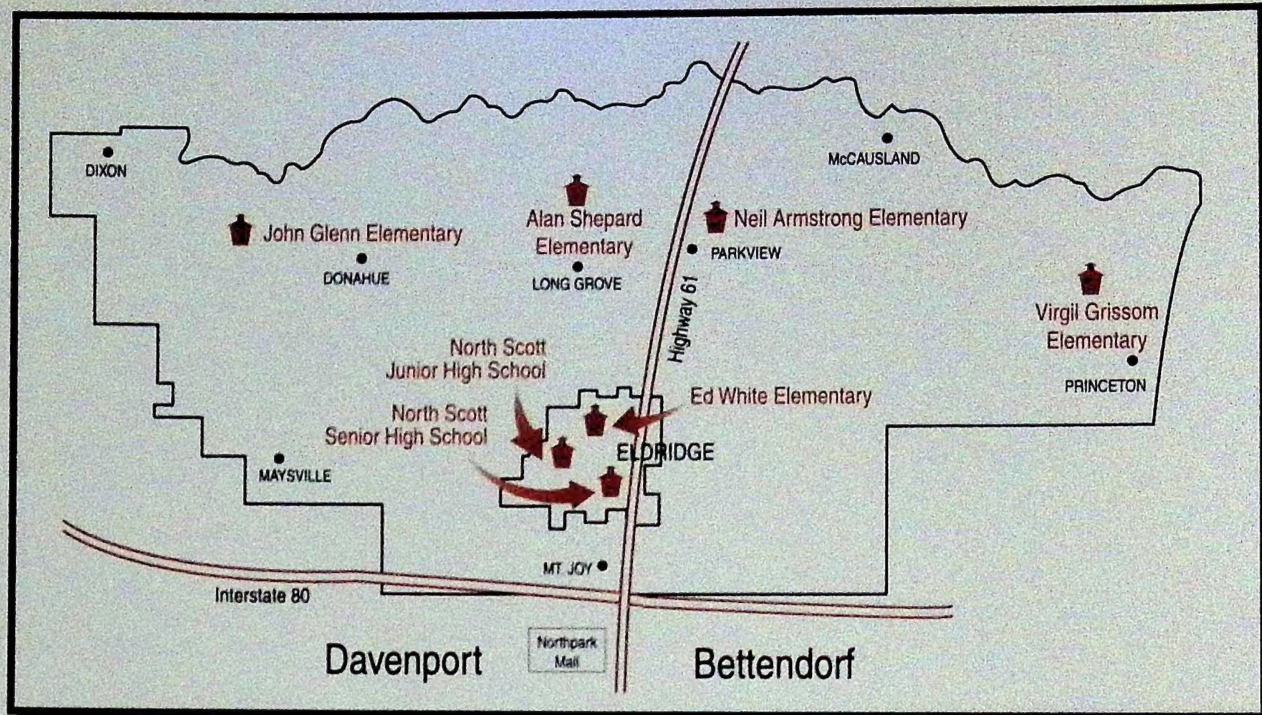 DIXON
McCAUSLAND
John Glenn Elementary
DONAHUE
Alan Shepard
Elementary
LONG GROVE
Neil Armstrong Elementary
PARKVIEW
Highway 61
Virgil Grissom
Elementary
PRINCETON
North Scott
Junior High School
North Scott
Senior High School
Ed White Elementary
ELDRIDGE
MAYSVILLE
MT JOY
Interstate 80
Northpark
Mall
Davenport
Bettendorf